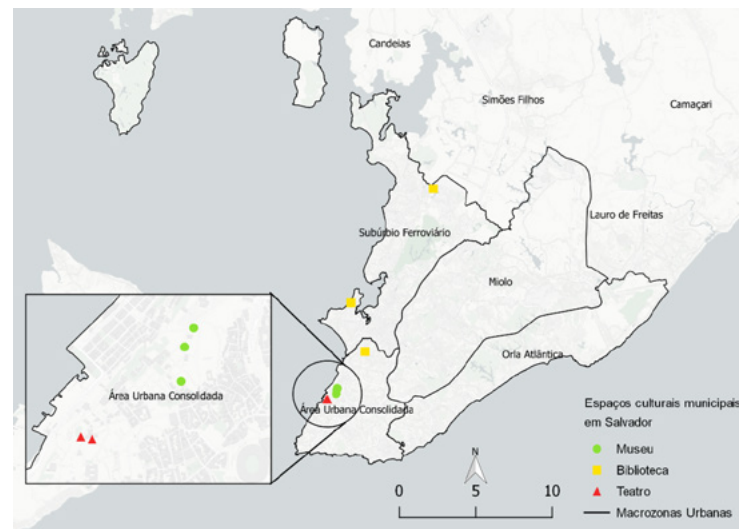 Candeias
Simões Filhos
Camaçari
Lauro de Freitas
Subúrbio Ferroviário
Miolo
Orla Atlântica
Área Urbana Consolidada
Área Urbana Consolidada
Espaços culturais municipais
em Salvador
Museu
Biblioteca
Teatro
Macrozonas Urbanas
N
0 5 10